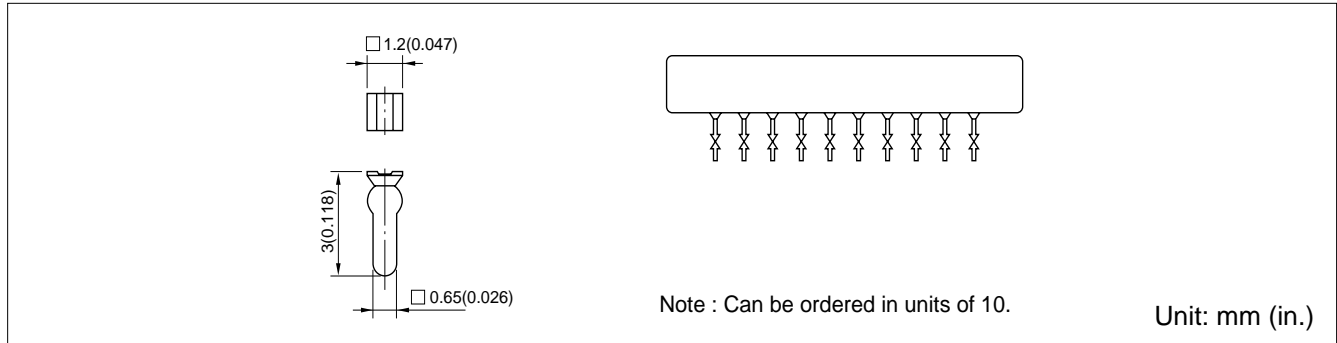 □ 1.2(0.047)
3(0.118)
□ 0.65(0.026)
Note : Can be ordered in units of 10.
Unit: mm (in.)